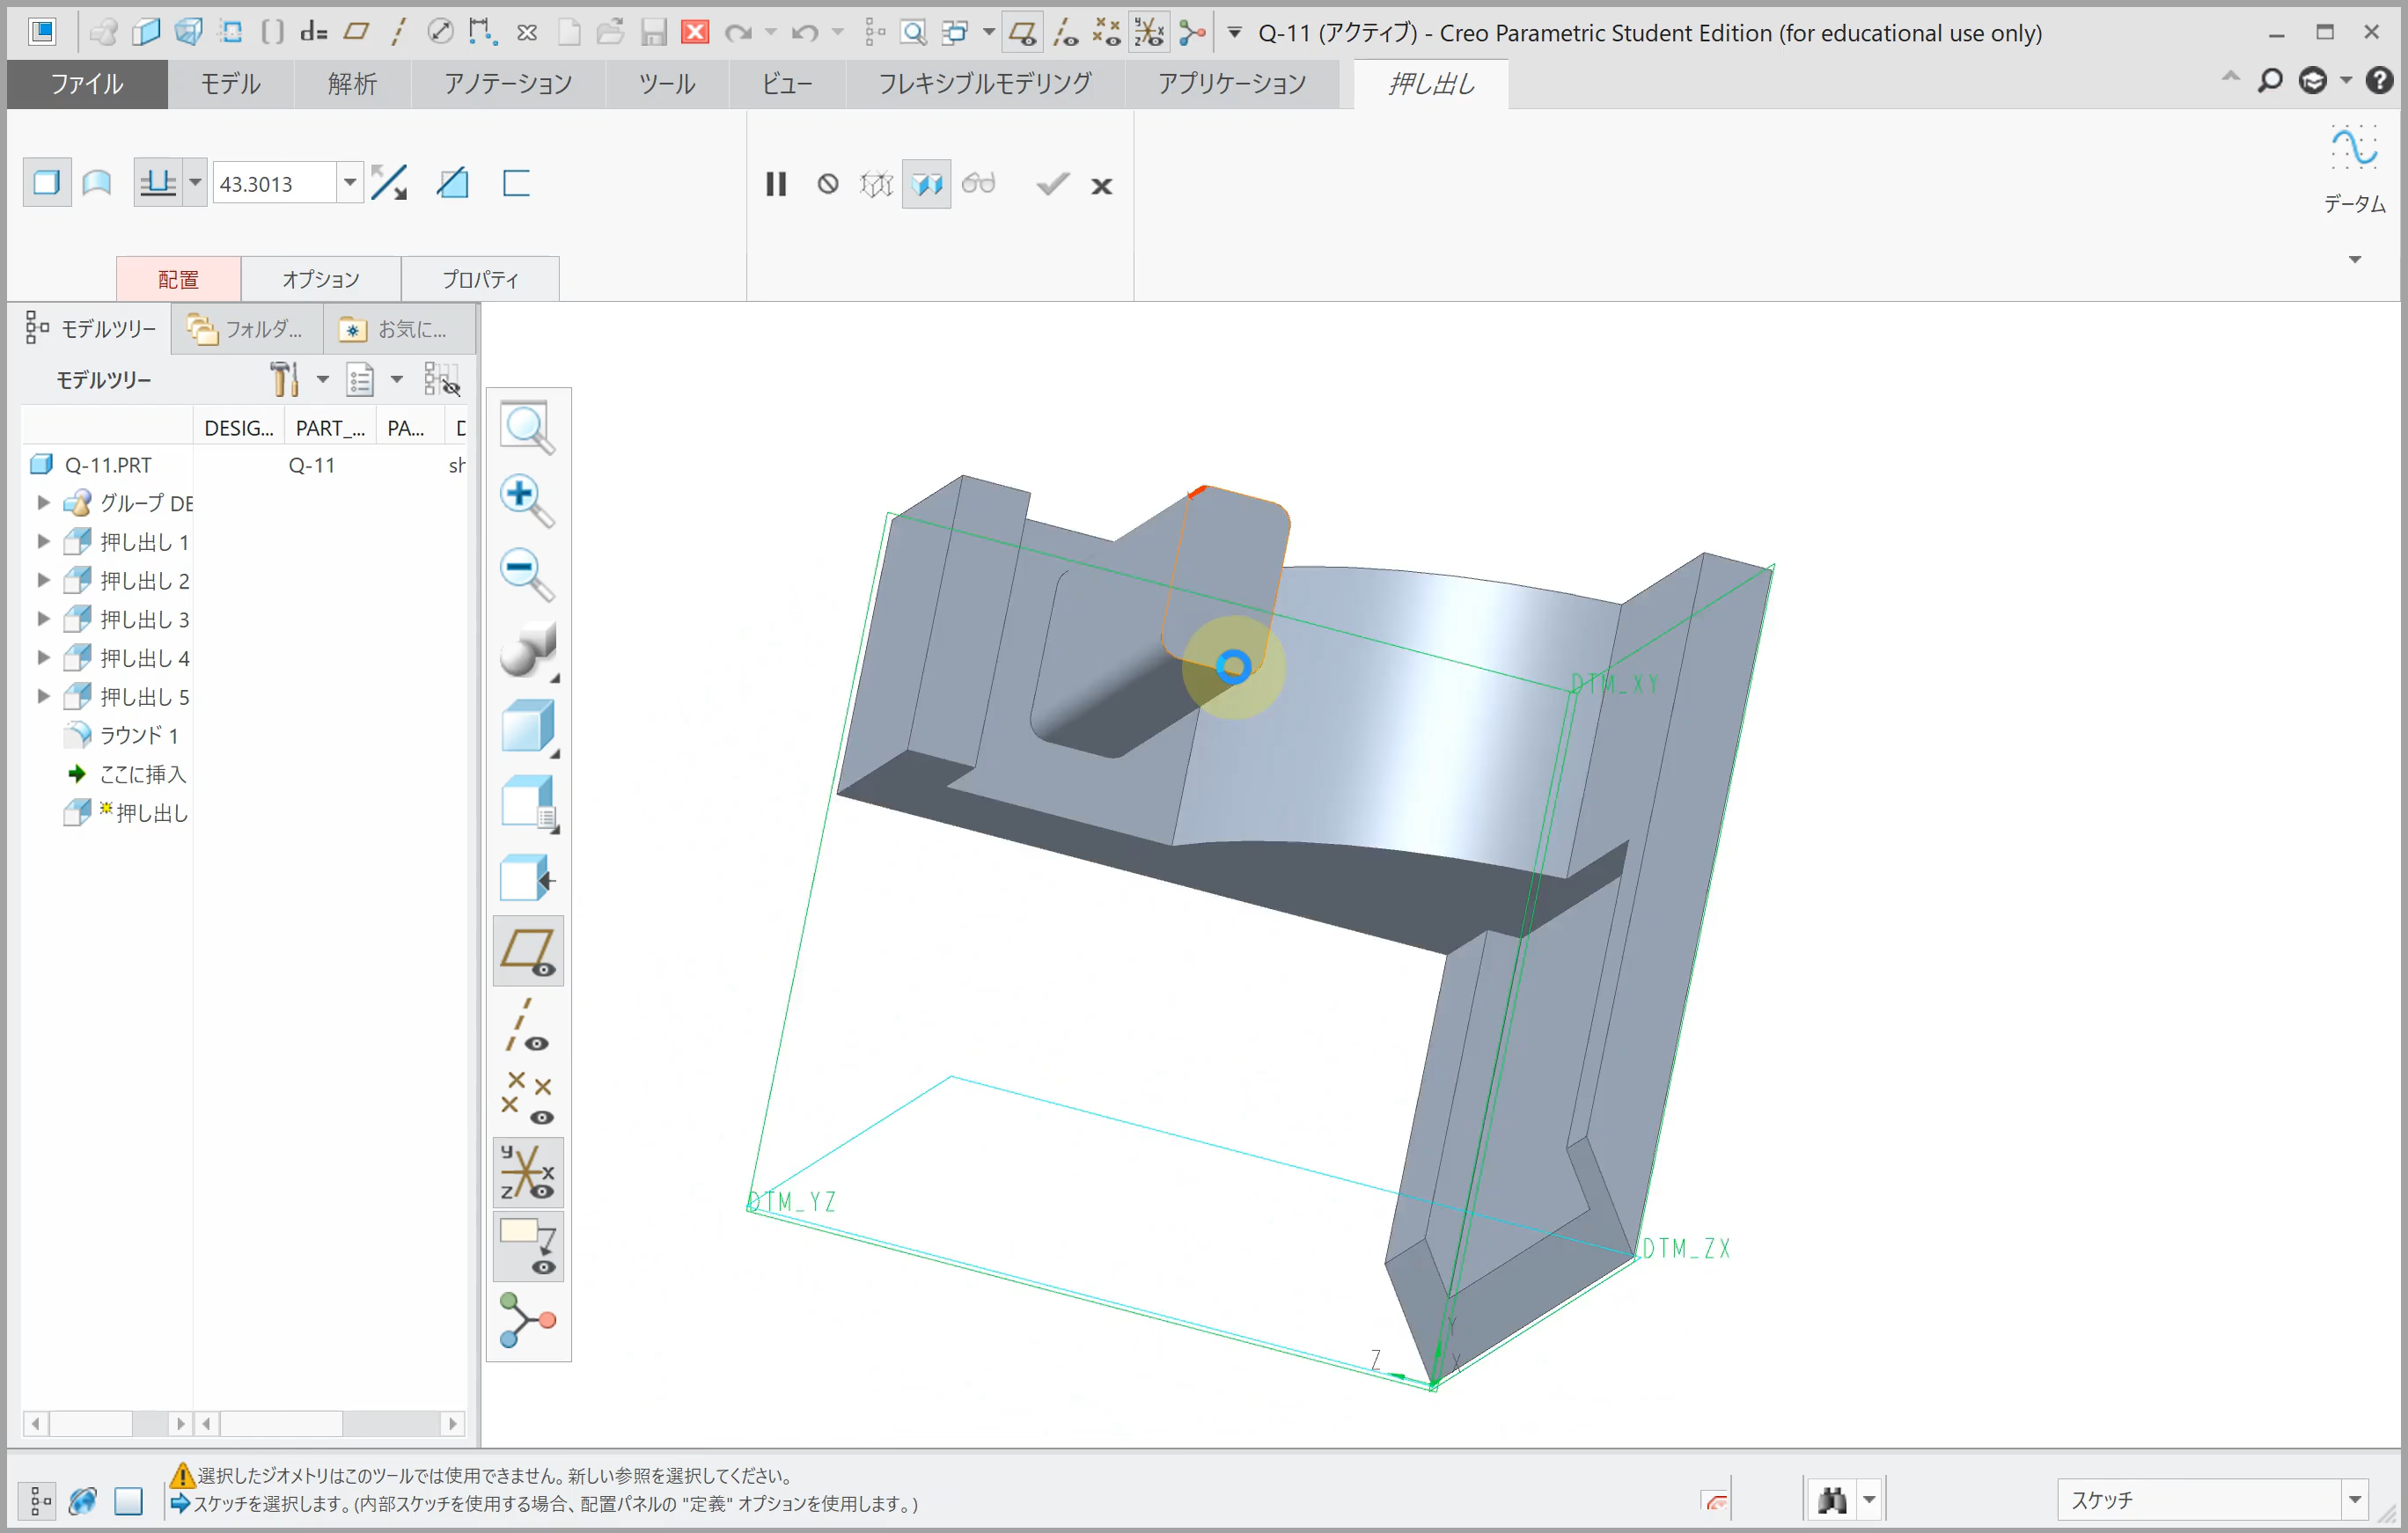 Q-11 (アクティブ) - Creo Parametric Student Edition (for educational use only)
ファイル モデル 解析 アノテーション ツール ビュー フレキシブルモデリング アプリケーション 押し出し
d=
43.3013
データム
配置 オプション プロパティ
モデルツリー フォルダ... お気に...
モデルツリー
DESIG... PART_... PA...
Q-11.PRT Q-11 sh
グループ DE
押し出し 1
押し出し 2
押し出し 3
押し出し 4
押し出し 5
ラウンド 1
ここに挿入
押し出し
DTM_XY
DTM_YZ
DTM_ZX
Y
Z X
選択したジオメトリはこのツールでは使用できません。新しい参照を選択してください。
スケッチを選択します。(内部スケッチを使用する場合、配置パネルの "定義" オプションを使用します。)
スケッチ